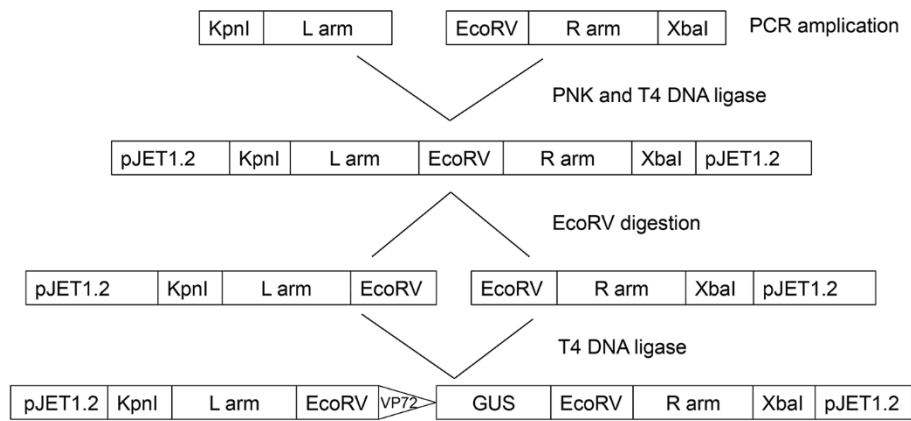 KpnI L arm EcoRV R arm XbaI PCR amplication
PNK and T4 DNA ligase
pJET1.2 KpnI L arm EcoRV R arm XbaI pJET1.2
EcoRV digestion
pJET1.2 KpnI L arm EcoRV EcoRV R arm XbaI pJET1.2
T4 DNA ligase
pJET1.2 KpnI L arm EcoRV VP72 GUS EcoRV R arm XbaI pJET1.2